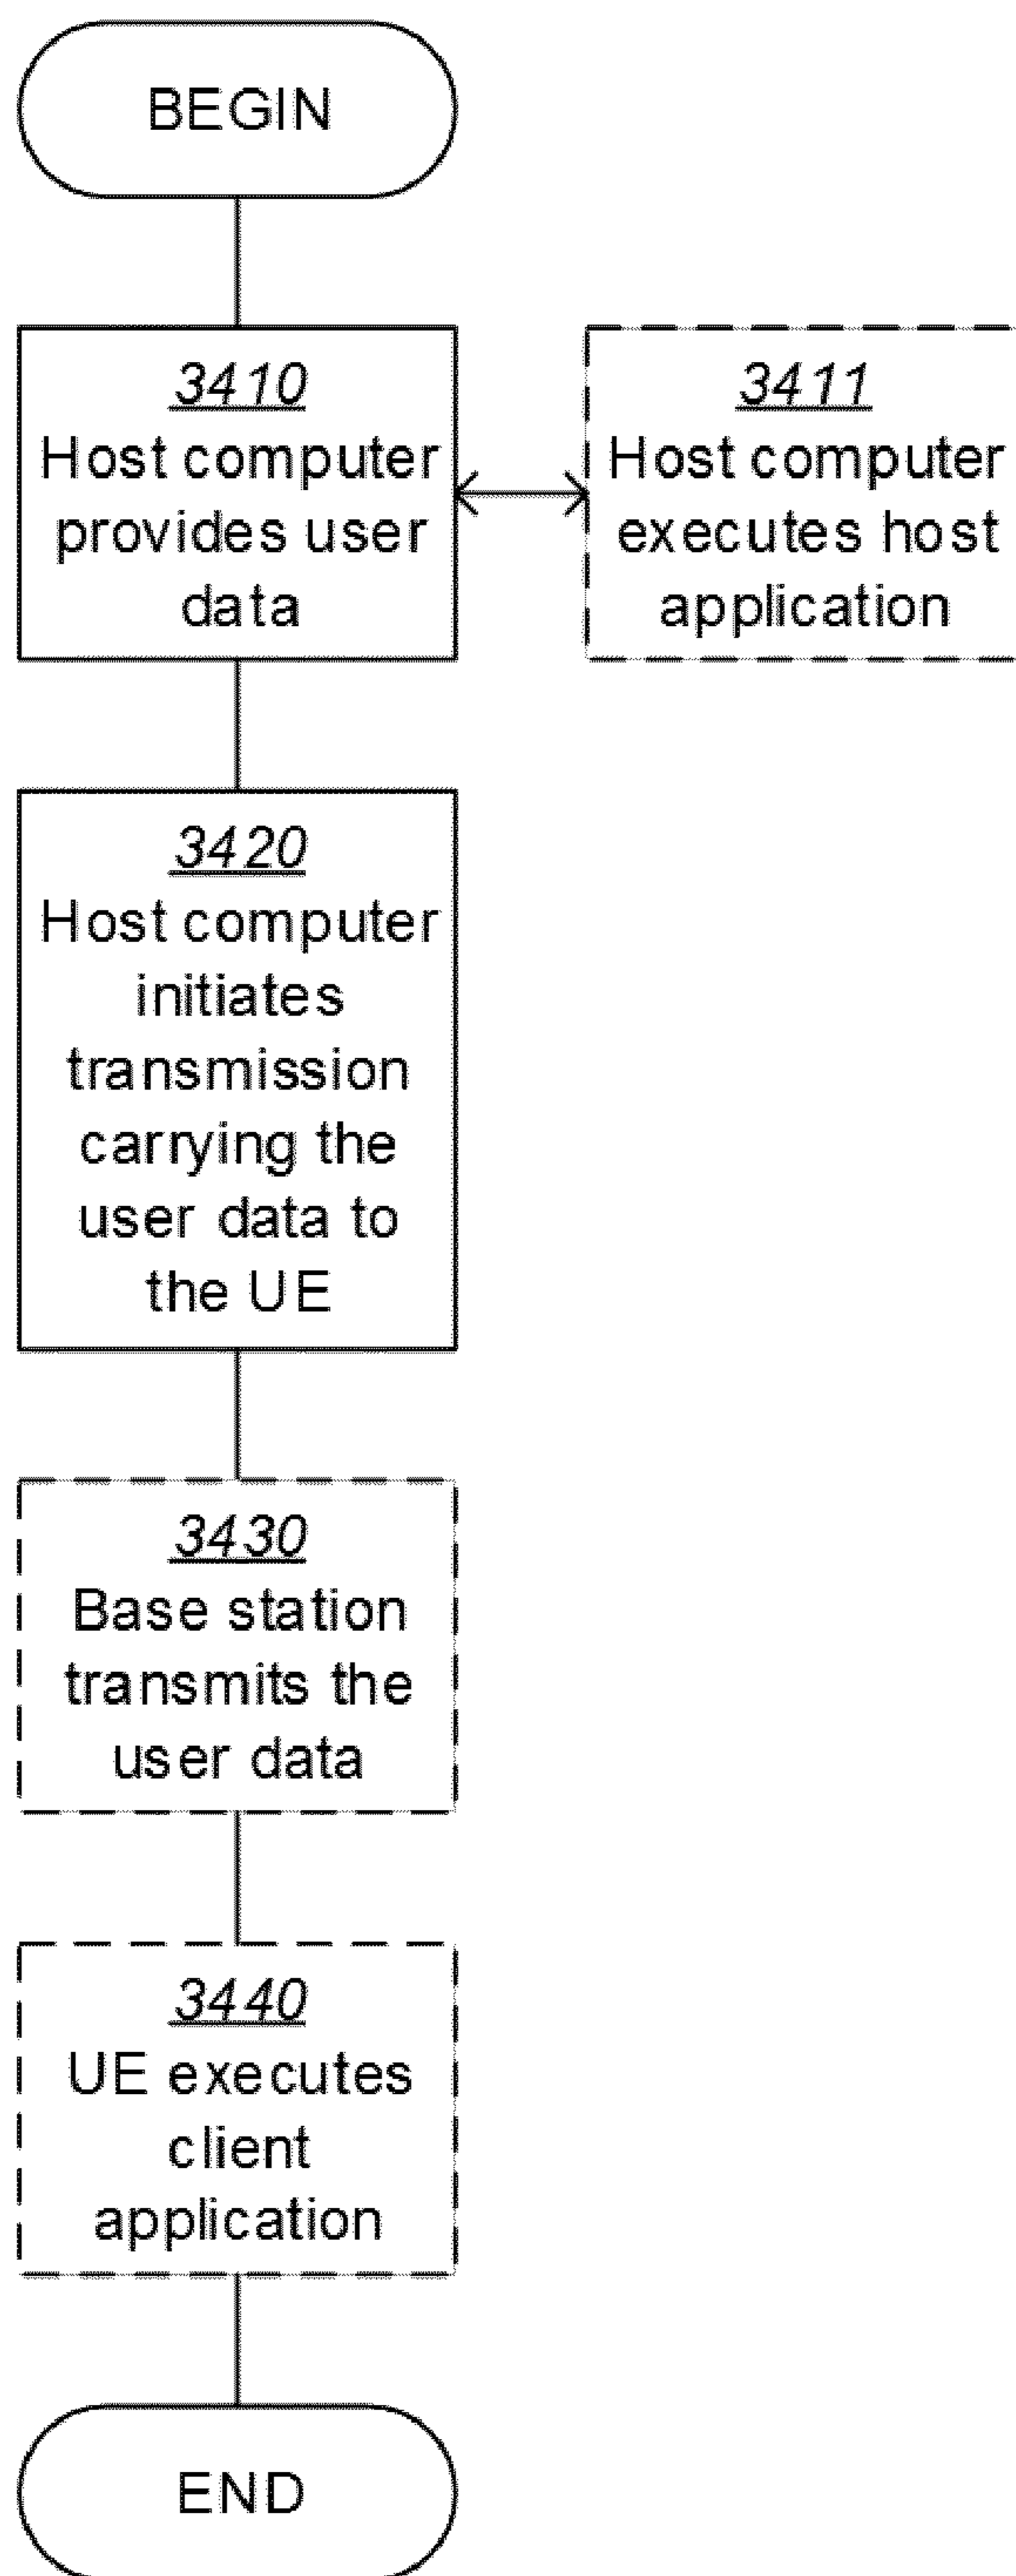 BEGIN
3410
Host computer
provides user
data
3411
Host computer
executes host
application
3420
Host computer
initiates
transmission
carrying the
user data to
the UE
3430
Base station
transmits the
user data
3440
UE executes
client
application
END